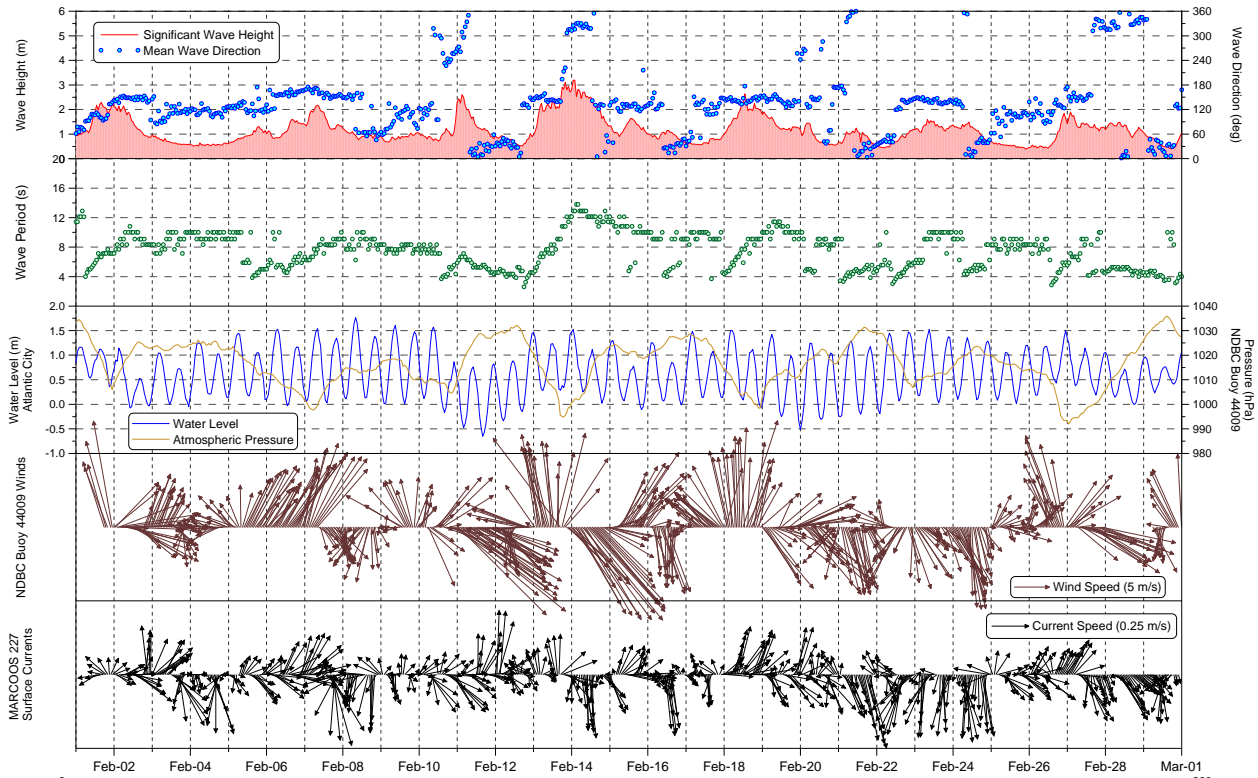 6
5
4
3
2
1
0
Wave Height (m)
Significant Wave Height
Mean Wave Direction
360
300
240
180
120
60
0
Wave Direction (deg)
20
16
12
8
4
Wave Period (s)
2.0
1.5
1.0
0.5
0.0
-0.5
-1.0
Water Level (m)
Atlantic City
Water Level
Atmospheric Pressure
1040
1030
1020
1010
1000
990
980
Pressure (hPa)
NDBC Buoy 44009
NDBC Buoy 44009 Winds
Wind Speed (5 m/s)
MARCOOS 227
Surface Currents
Current Speed (0.25 m/s)
Feb-02 Feb-04 Feb-06 Feb-08 Feb-10 Feb-12 Feb-14 Feb-16 Feb-18 Feb-20 Feb-22 Feb-24 Feb-26 Feb-28 Mar-01